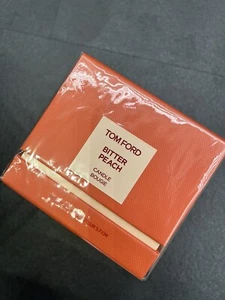 TOM FORD
BITTER
PEACH
CANDLE
BOUGIE